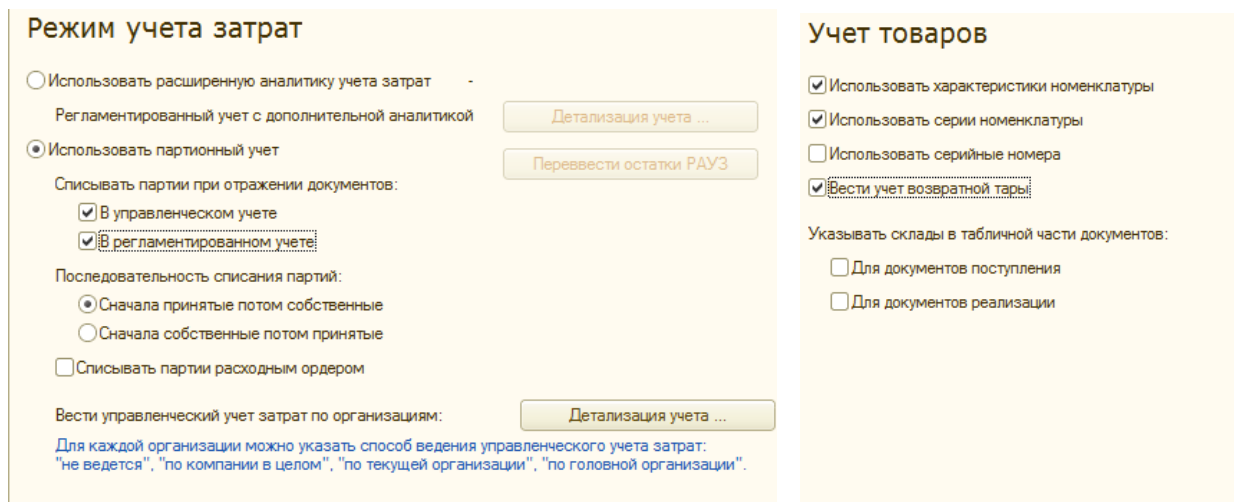 Режим учета затрат
Использовать расширенную аналитику учета затрат -
Регламентированный учет с дополнительной аналитикой
Детализация учета ...
Использовать партионный учет
Переввести остатки РАУЗ
Списывать партии при отражении документов:
В управленческом учете
В регламентированном учете
Последовательность списания партий:
Сначала принятые потом собственные
Сначала собственные потом принятые
Списывать партии расходным ордером
Вести управленческий учет затрат по организациям:
Детализация учета ...
Для каждой организации можно указать способ ведения управленческого учета затрат:
"не ведется", "по компании в целом", "по текущей организации", "по головной организации".
Учет товаров
Использовать характеристики номенклатуры
Использовать серии номенклатуры
Использовать серийные номера
Вести учет возвратной тары
Указывать склады в табличной части документов:
Для документов поступления
Для документов реализации